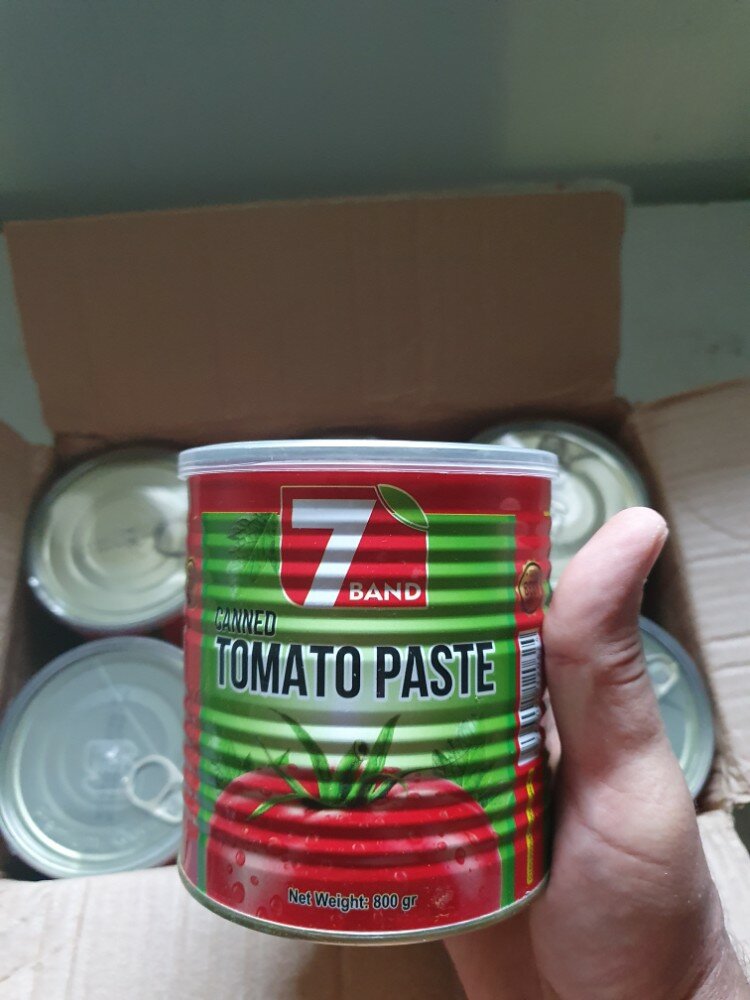 7
BAND
CANNED
TOMATO PASTE
Net Weight: 800 gr